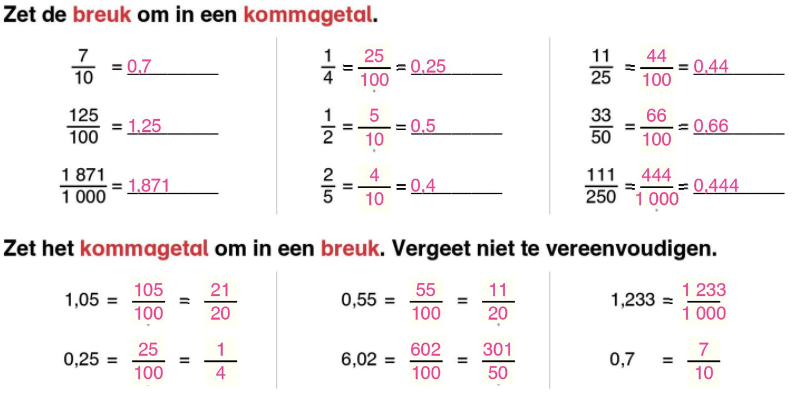 Zet de breuk om in een kommagetal.
7/10 = 0,7
1/4 = 25/100 = 0,25
11/25 = 44/100 = 0,44
125/100 = 1,25
1/2 = 5/10 = 0,5
33/50 = 66/100 = 0,66
1 871/1 000 = 1,871
2/5 = 4/10 = 0,4
111/250 = 444/1 000 = 0,444
Zet het kommagetal om in een breuk. Vergeet niet te vereenvoudigen.
1,05 = 105/100 = 21/20
0,55 = 55/100 = 11/20
1,233 = 1 233/1 000
0,25 = 25/100 = 1/4
6,02 = 602/100 = 301/50
0,7 = 7/10